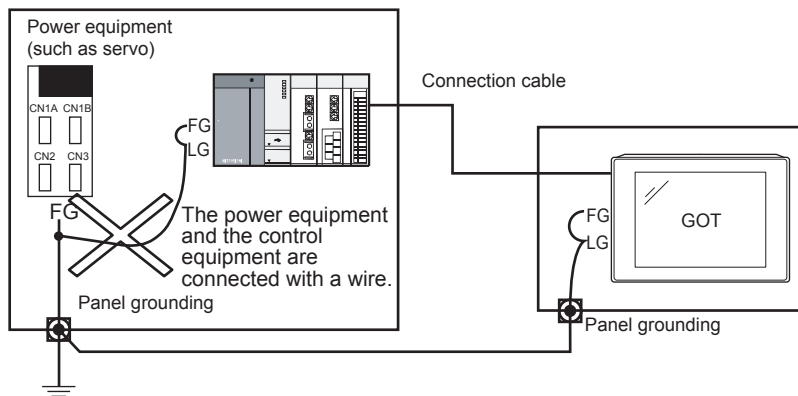 Power equipment
(such as servo)
CN1A CN1B
CN2 CN3
FG
FG
LG
The power equipment
and the control
equipment are
connected with a wire.
Panel grounding
Connection cable
FG
LG
GOT
Panel grounding